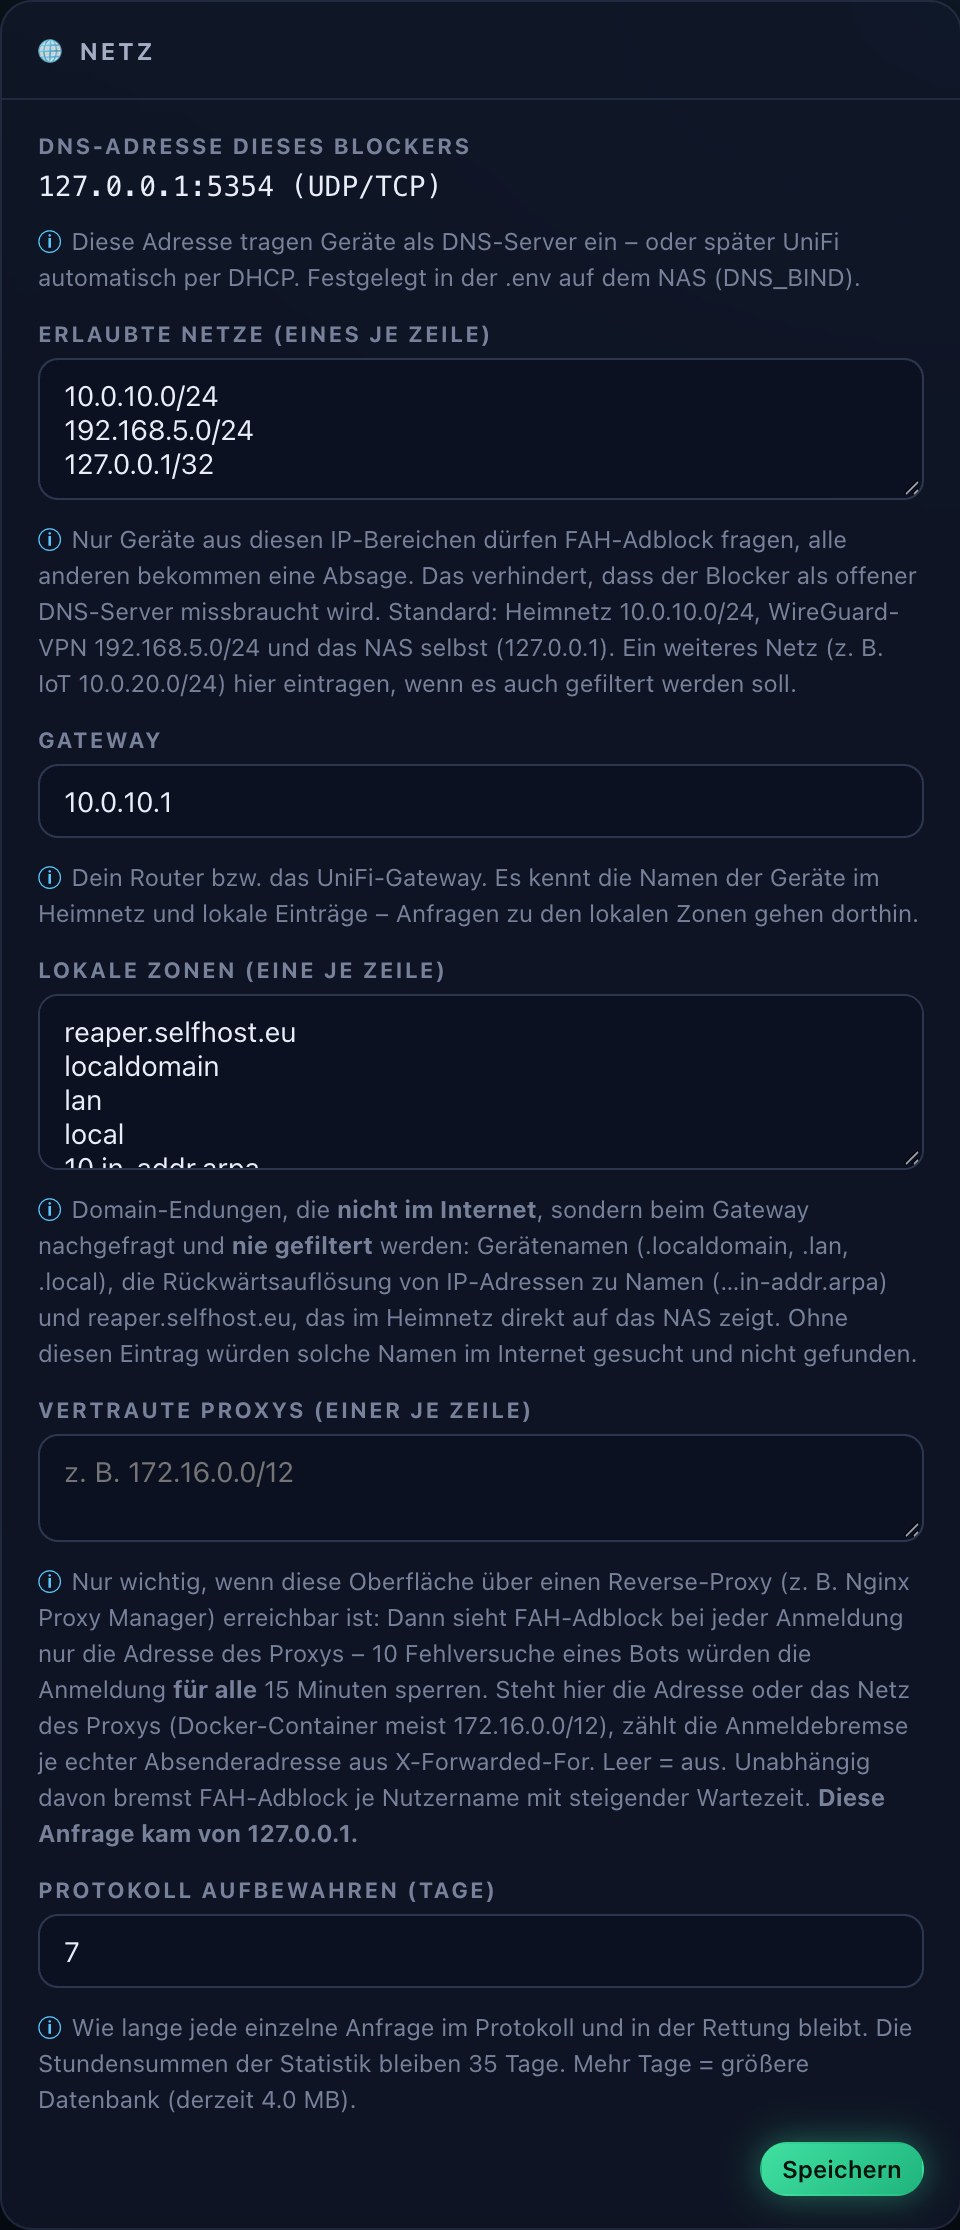 NETZ
DNS-ADRESSE DIESES BLOCKERS
127.0.0.1:5354 (UDP/TCP)
ⓘ Diese Adresse tragen Geräte als DNS-Server ein – oder später UniFi
automatisch per DHCP. Festgelegt in der .env auf dem NAS (DNS_BIND).
ERLAUBTE NETZE (EINES JE ZEILE)
10.0.10.0/24
192.168.5.0/24
127.0.0.1/32
ⓘ Nur Geräte aus diesen IP-Bereichen dürfen FAH-Adblock fragen, alle
anderen bekommen eine Absage. Das verhindert, dass der Blocker als offener
DNS-Server missbraucht wird. Standard: Heimnetz 10.0.10.0/24, WireGuard-
VPN 192.168.5.0/24 und das NAS selbst (127.0.0.1). Ein weiteres Netz (z. B.
IoT 10.0.20.0/24) hier eintragen, wenn es auch gefiltert werden soll.
GATEWAY
10.0.10.1
ⓘ Dein Router bzw. das UniFi-Gateway. Es kennt die Namen der Geräte im
Heimnetz und lokale Einträge – Anfragen zu den lokalen Zonen gehen dorthin.
LOKALE ZONEN (EINE JE ZEILE)
reaper.selfhost.eu
localdomain
lan
local
10.in-addr.arpa
ⓘ Domain-Endungen, die nicht im Internet, sondern beim Gateway
nachgefragt und nie gefiltert werden: Gerätenamen (.localdomain, .lan,
.local), die Rückwärtsauflösung von IP-Adressen zu Namen (…in-addr.arpa)
und reaper.selfhost.eu, das im Heimnetz direkt auf das NAS zeigt. Ohne
diesen Eintrag würden solche Namen im Internet gesucht und nicht gefunden.
VERTRAUTE PROXYS (EINER JE ZEILE)
z. B. 172.16.0.0/12
ⓘ Nur wichtig, wenn diese Oberfläche über einen Reverse-Proxy (z. B. Nginx
Proxy Manager) erreichbar ist: Dann sieht FAH-Adblock bei jeder Anmeldung
nur die Adresse des Proxys – 10 Fehlversuche eines Bots würden die
Anmeldung für alle 15 Minuten sperren. Steht hier die Adresse oder das Netz
des Proxys (Docker-Container meist 172.16.0.0/12), zählt die Anmeldebremse
je echter Absenderadresse aus X-Forwarded-For. Leer = aus. Unabhängig
davon bremst FAH-Adblock je Nutzername mit steigender Wartezeit. Diese
Anfrage kam von 127.0.0.1.
PROTOKOLL AUFBEWAHREN (TAGE)
7
ⓘ Wie lange jede einzelne Anfrage im Protokoll und in der Rettung bleibt. Die
Stundensummen der Statistik bleiben 35 Tage. Mehr Tage = größere
Datenbank (derzeit 4.0 MB).
Speichern